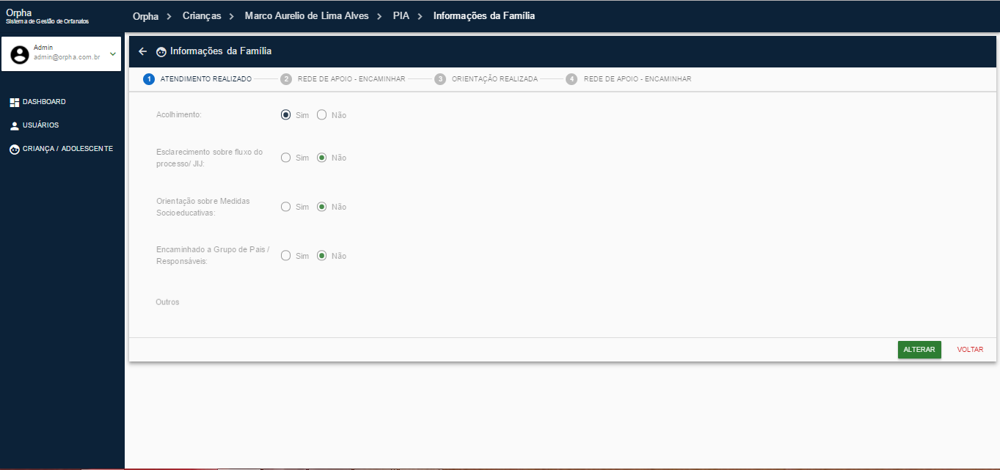 Orpha
Sistema de Gestão de Orfanatos
Orpha > Crianças > Marco Aurelio de Lima Alves > PIA > Informações da Família
Admin
admin@orpha.com.br
DASHBOARD
USUÁRIOS
CRIANÇA / ADOLESCENTE
Informações da Família
1 ATENDIMENTO REALIZADO 2 REDE DE APOIO - ENCAMINHAR 3 ORIENTAÇÃO REALIZADA 4 REDE DE APOIO - ENCAMINHAR
Acolhimento: Sim Não
Esclarecimento sobre fluxo do
processo/ JIJ: Sim Não
Orientação sobre Medidas
Socioeducativas: Sim Não
Encaminhado a Grupo de Pais /
Responsáveis: Sim Não
Outros
ALTERAR VOLTAR